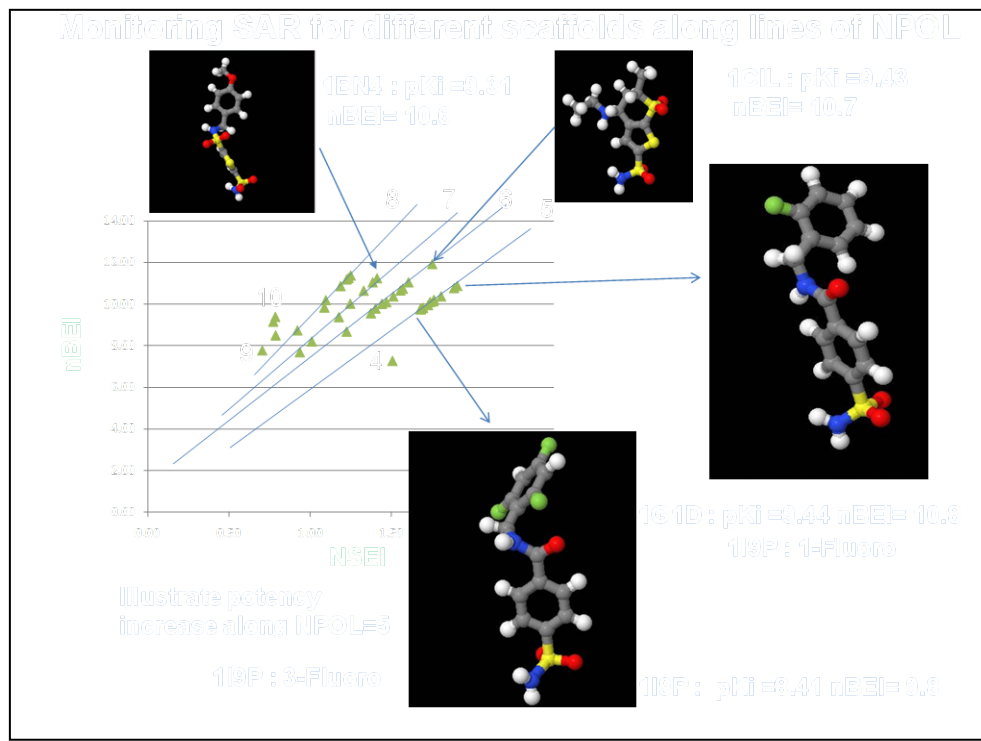 Monitoring SAR for different scaffolds along lines of NPOL
1BN4 : pKi =9.31
nBEI= 10.6
1CIL : pKi =9.43
nBEI= 10.7
8
7
6
5
14.00
12.00
10.00
8.00
6.00
4.00
2.00
0.00
10
9
4
nBEI
0.00
0.50
1.00
1.50
NSEI
1G1D : pKi =9.44 nBEI= 10.6
1I9P : 1-Fluoro
Illustrate potency
increase along NPOL=5
1I9P : 3-Fluoro
1I9P : pKi =8.41 nBEI= 9.8